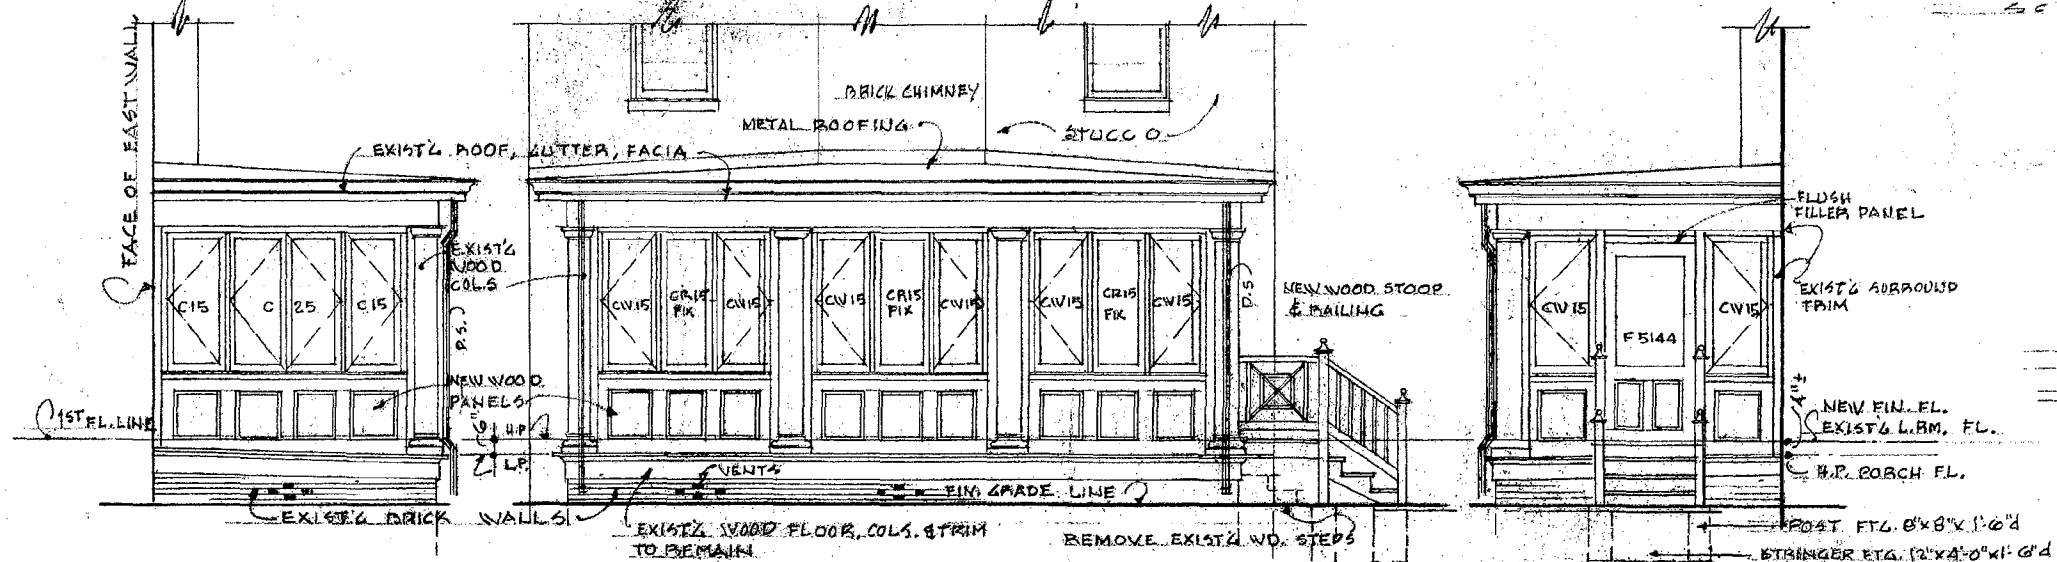 FACE OF EAST WALL
BRICK CHIMNEY
METAL ROOFING
STUCCO
EXIST'G ROOF, GUTTER, FACIA
EXIST'G
WOOD
COLS
D.S.
C15
C 25
C15
NEW WOOD
PANELS
1ST FL. LINE
H.P.
L.P.
CW15
CR15
FIX
CW15
CW15
CR15
FIX
CW15
CW15
CR15
FIX
CW15
D.S.
NEW WOOD STOOP
& RAILING
VENTS
FIN. GRADE LINE
EXIST'G BRICK WALLS
EXIST'G WOOD FLOOR, COLS. & TRIM
TO REMAIN
REMOVE EXIST'G WD. STEPS
FLUSH
FILLER PANEL
EXIST'G SURROUND
TRIM
CW15
F5144
CW15
4"±
NEW FIN. FL.
EXIST'G L.RM. FL.
H.P. PORCH FL.
POST FTG. 8"x8"x1'-6"d
STRINGER FTG. 12"x4'-0"x1'-6"d